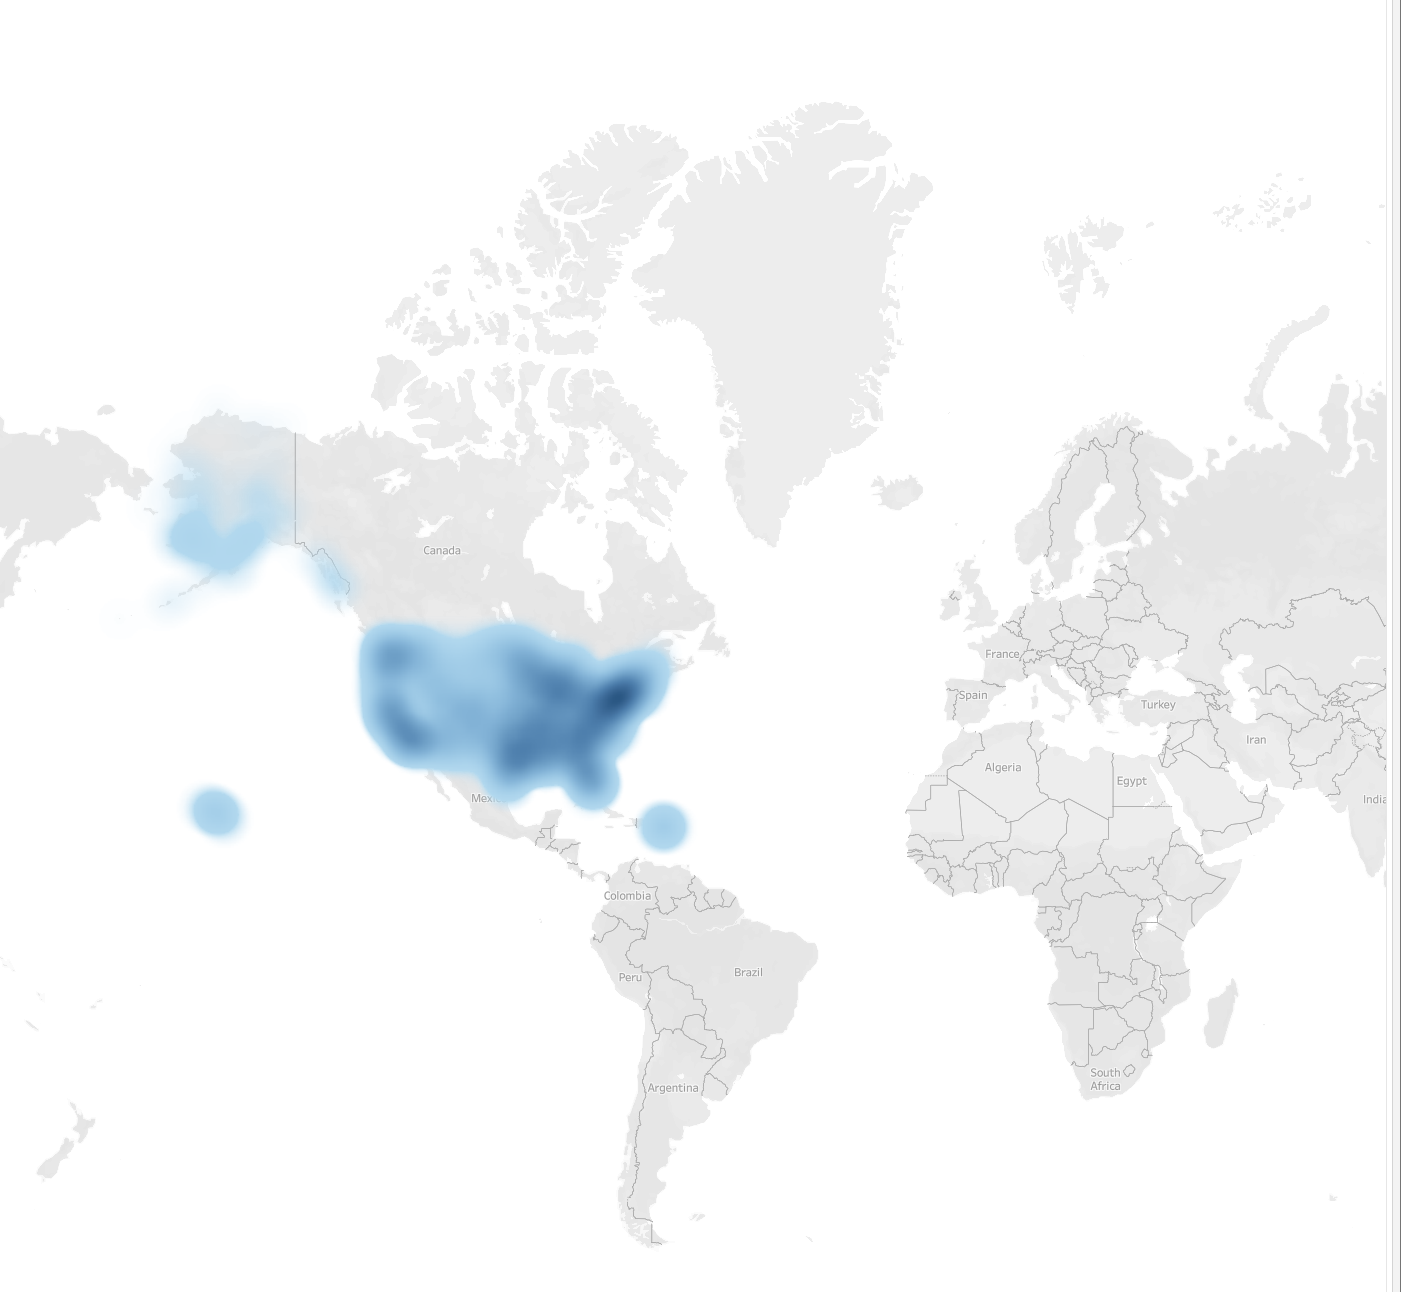 Canada
France
Spain
Turkey
Iran
Algeria
Egypt
India
Mexi
Colombia
Peru
Brazil
South
Africa
Argentina